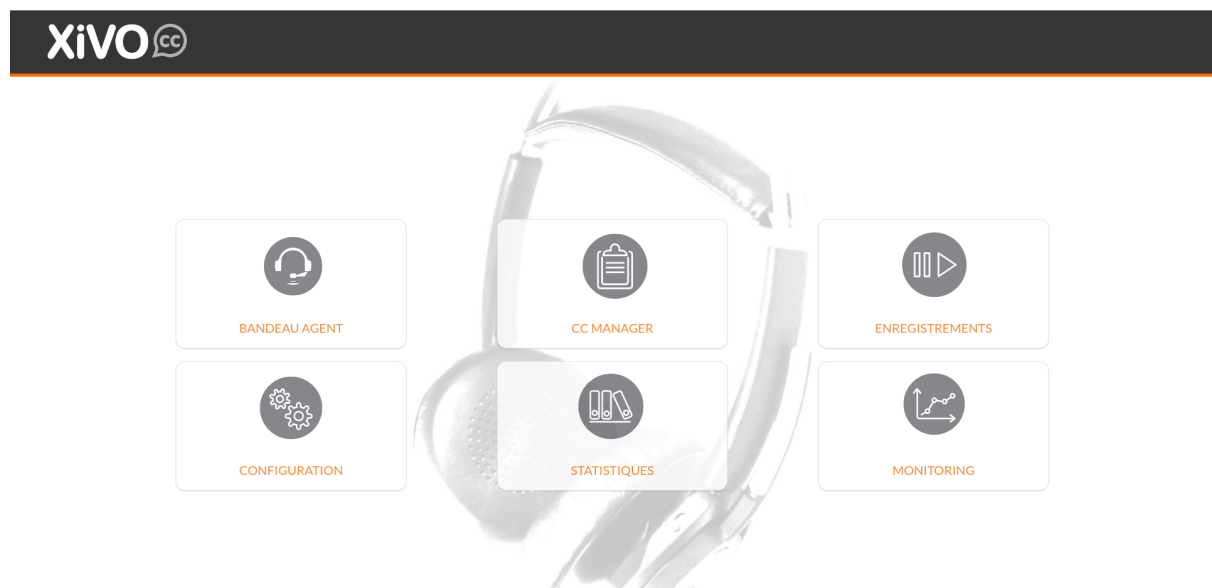 XiVO cc
BANDEAU AGENT
CC MANAGER
ENREGISTREMENTS
CONFIGURATION
STATISTIQUES
MONITORING